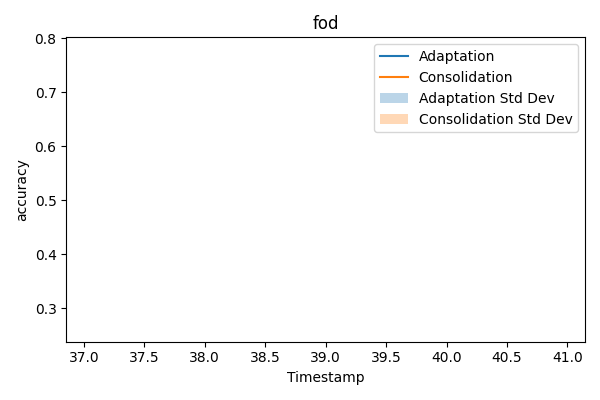 fod
Adaptation
Consolidation
Adaptation Std Dev
Consolidation Std Dev
accuracy
0.8
0.7
0.6
0.5
0.4
0.3
37.0 37.5 38.0 38.5 39.0 39.5 40.0 40.5 41.0
Timestamp